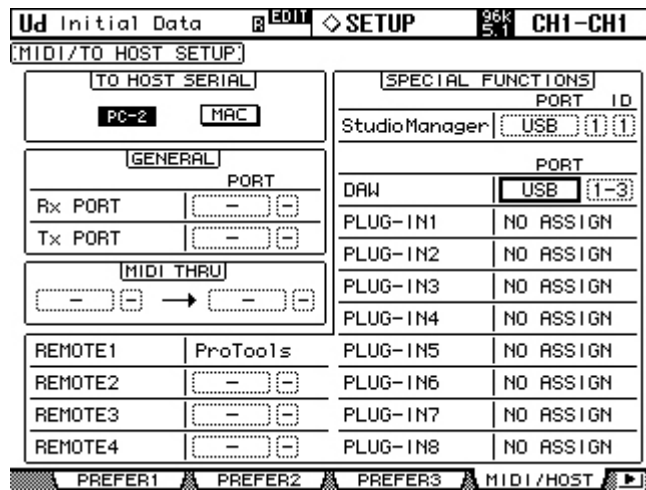 Ud Initial Data R EDIT ◇SETUP 96k 5.1 CH1-CH1
MIDI/TO HOST SETUP
TO HOST SERIAL
PC-2 MAC
GENERAL
PORT
Rx PORT - -
Tx PORT - -
MIDI THRU
- - → - -
REMOTE1 ProTools
REMOTE2 - -
REMOTE3 - -
REMOTE4 - -
SPECIAL FUNCTIONS
PORT ID
StudioManager USB 1 1
PORT
DAW USB 1-3
PLUG-IN1 NO ASSIGN
PLUG-IN2 NO ASSIGN
PLUG-IN3 NO ASSIGN
PLUG-IN4 NO ASSIGN
PLUG-IN5 NO ASSIGN
PLUG-IN6 NO ASSIGN
PLUG-IN7 NO ASSIGN
PLUG-IN8 NO ASSIGN
PREFER1 PREFER2 PREFER3 MIDI/HOST